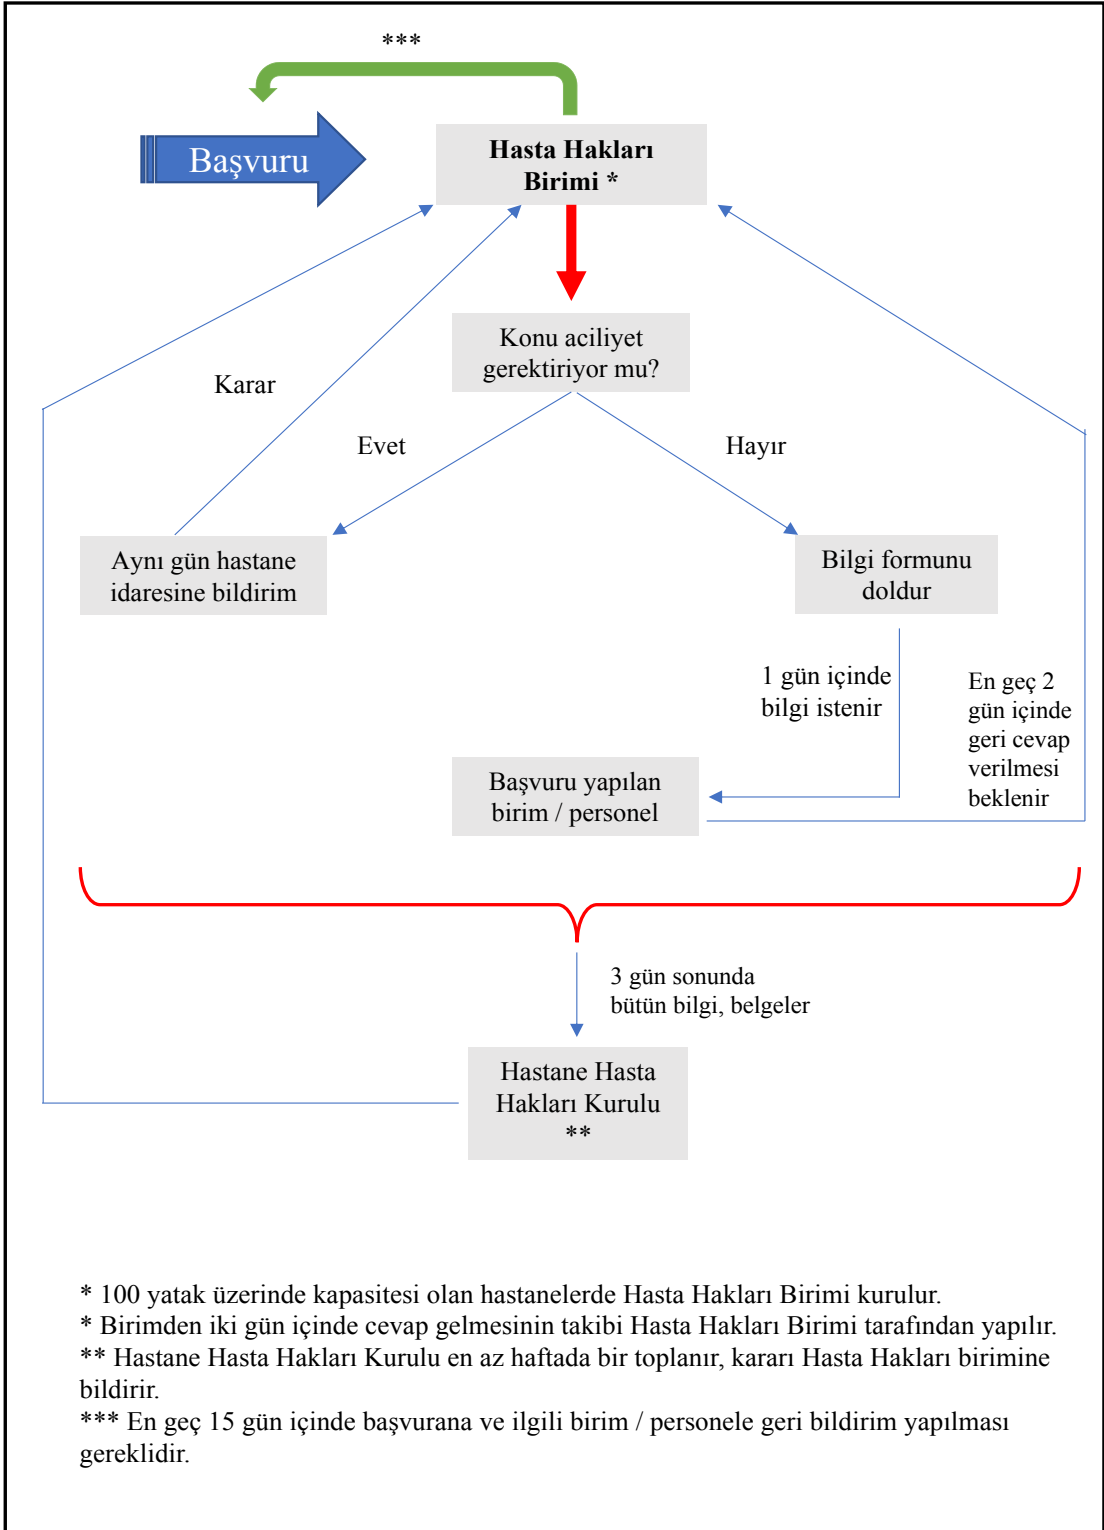 ***
Başvuru
Hasta Hakları
Birimi *
Konu aciliyet
gerektiriyor mu?
Karar
Evet
Hayır
Aynı gün hastane
idaresine bildirim
Bilgi formunu
doldur
1 gün içinde
bilgi istenir
En geç 2
gün içinde
geri cevap
verilmesi
beklenir
Başvuru yapılan
birim / personel
3 gün sonunda
bütün bilgi, belgeler
Hastane Hasta
Hakları Kurulu
**
* 100 yatak üzerinde kapasitesi olan hastanelerde Hasta Hakları Birimi kurulur.
* Birimden iki gün içinde cevap gelmesinin takibi Hasta Hakları Birimi tarafından yapılır.
** Hastane Hasta Hakları Kurulu en az haftada bir toplanır, kararı Hasta Hakları birimine
bildirir.
*** En geç 15 gün içinde başvurana ve ilgili birim / personele geri bildirim yapılması
gereklidir.